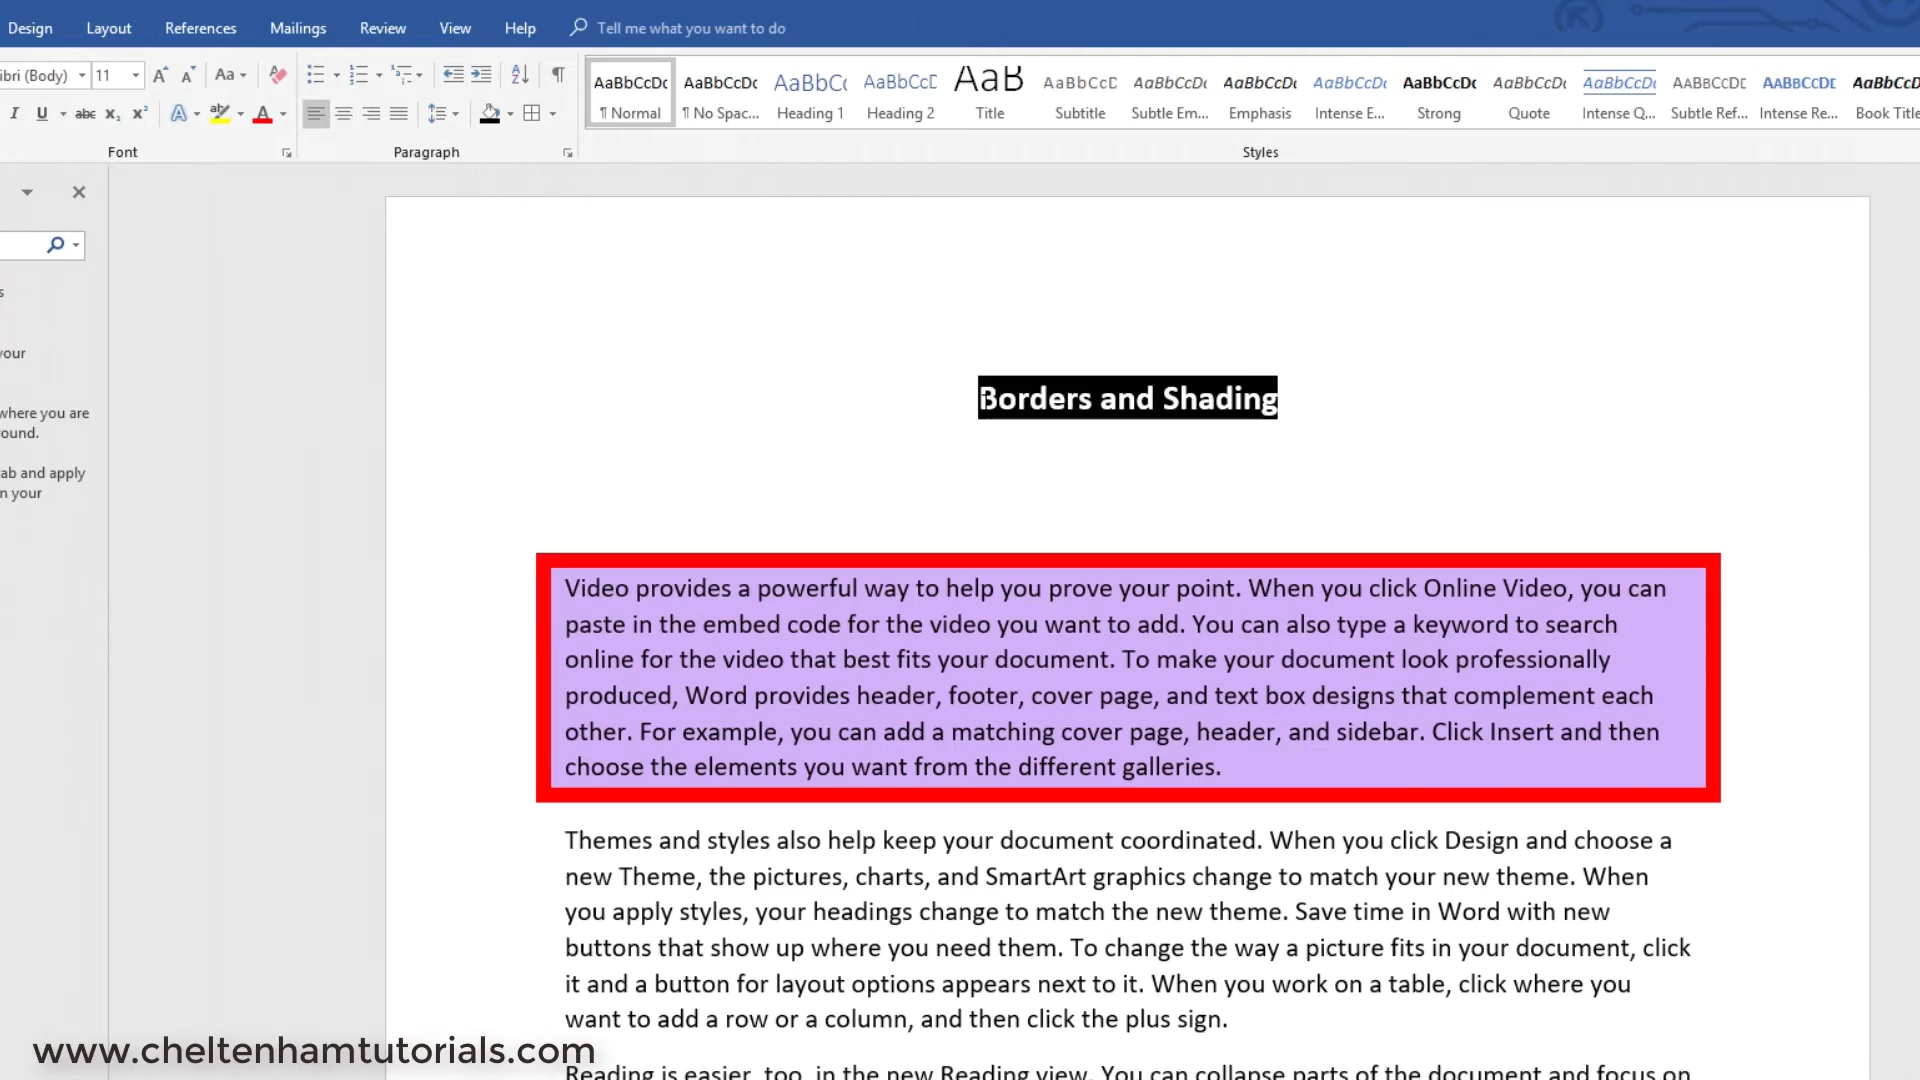 Design Layout References Mailings Review View Help Tell me what you want to do
ibri (Body) 11 Aa
AaBbCcDc AaBbCcDc AaBbC AaBbCcD AaB AaBbCcD AaBbCcDc AaBbCcDc AaBbCcDc AaBbCcDc AaBbCcDc AaBbCcDc AABBCCDD AABBCCDD AaBbCcDc
I U abc x₂ x² A ab A
¶ Normal ¶ No Spac... Heading 1 Heading 2 Title Subtitle Subtle Em... Emphasis Intense E... Strong Quote Intense Q... Subtle Ref... Intense Re... Book Title
Font Paragraph Styles
s
your
where you are
ound.
tab and apply
n your
Borders and Shading
Video provides a powerful way to help you prove your point. When you click Online Video, you can
paste in the embed code for the video you want to add. You can also type a keyword to search
online for the video that best fits your document. To make your document look professionally
produced, Word provides header, footer, cover page, and text box designs that complement each
other. For example, you can add a matching cover page, header, and sidebar. Click Insert and then
choose the elements you want from the different galleries.
Themes and styles also help keep your document coordinated. When you click Design and choose a
new Theme, the pictures, charts, and SmartArt graphics change to match your new theme. When
you apply styles, your headings change to match the new theme. Save time in Word with new
buttons that show up where you need them. To change the way a picture fits in your document, click
it and a button for layout options appears next to it. When you work on a table, click where you
want to add a row or a column, and then click the plus sign.
Reading is easier, too, in the new Reading view. You can collapse parts of the document and focus on
www.cheltenhamtutorials.com